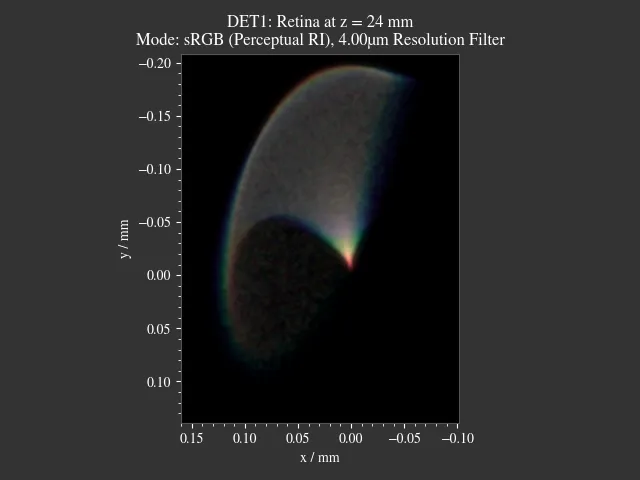 DET1: Retina at z = 24 mm
Mode: sRGB (Perceptual RI), 4.00µm Resolution Filter
−0.20
−0.15
−0.10
−0.05
0.00
0.05
0.10
y / mm
0.15 0.10 0.05 0.00 −0.05 −0.10
x / mm